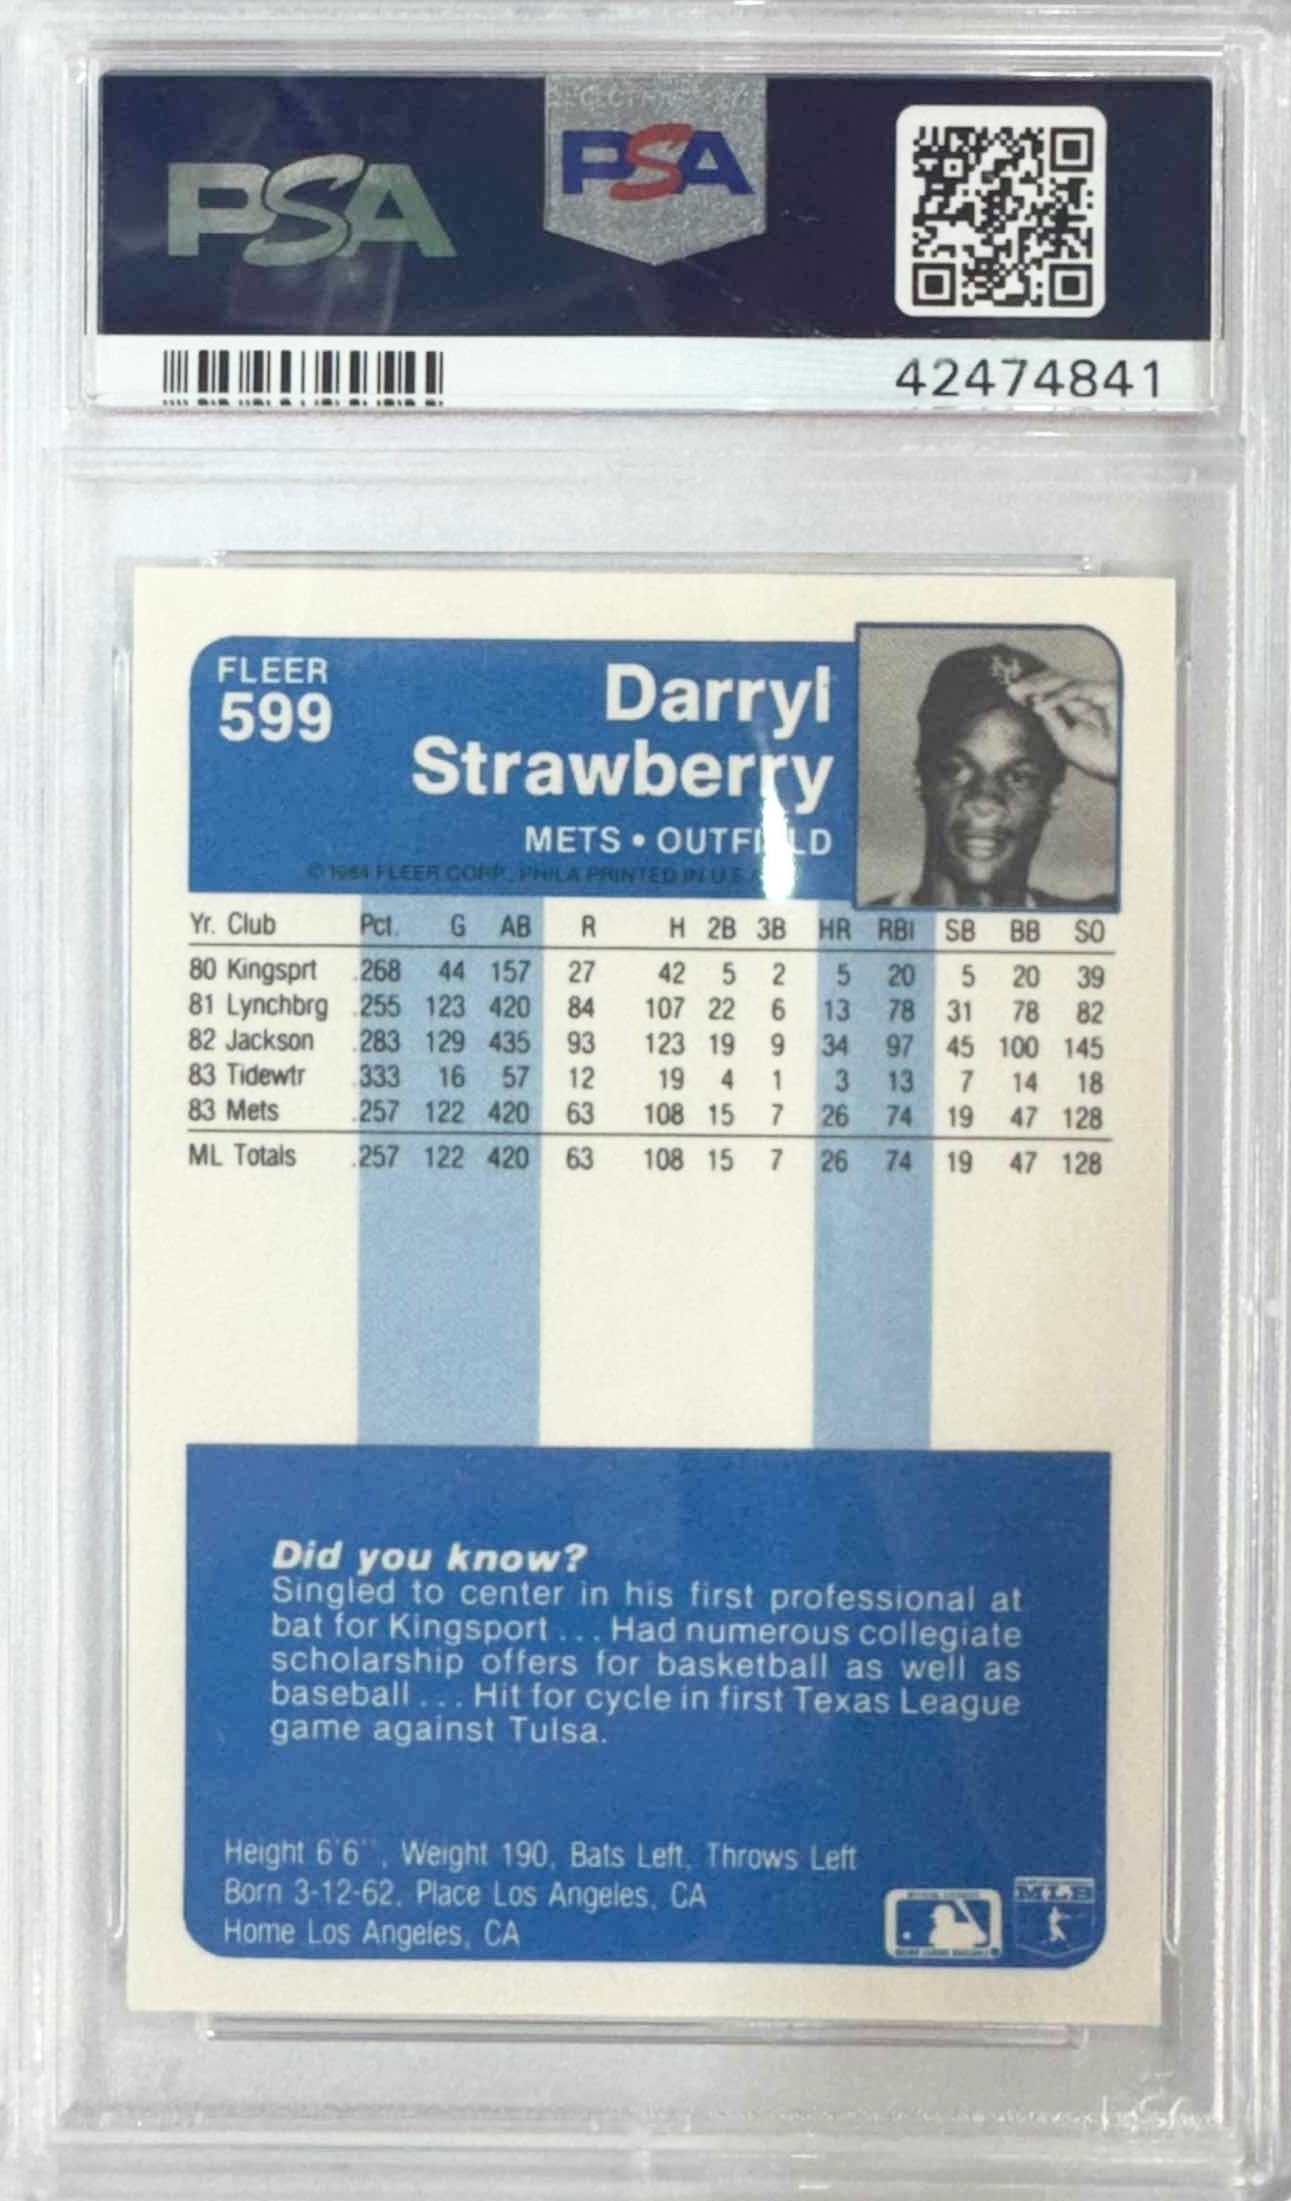 PSA
PSA
42474841
FLEER
599
Darryl
Strawberry
METS • OUTFIELD
© 1984 FLEER CORP., PHILA PRINTED IN U.S.A.
Yr. Club Pct. G AB R H 2B 3B HR RBI SB BB SO
80 Kingsprt .268 44 157 27 42 5 2 5 20 5 20 39
81 Lynchbrg .255 123 420 84 107 22 6 13 78 31 78 82
82 Jackson .283 129 435 93 123 19 9 34 97 45 100 145
83 Tidewtr .333 16 57 12 19 4 1 3 13 7 14 18
83 Mets .257 122 420 63 108 15 7 26 74 19 47 128
ML Totals .257 122 420 63 108 15 7 26 74 19 47 128
Did you know?
Singled to center in his first professional at
bat for Kingsport . . . Had numerous collegiate
scholarship offers for basketball as well as
baseball . . . Hit for cycle in first Texas League
game against Tulsa.
Height 6'6'', Weight 190, Bats Left, Throws Left
Born 3-12-62, Place Los Angeles, CA
Home Los Angeles, CA
MLB